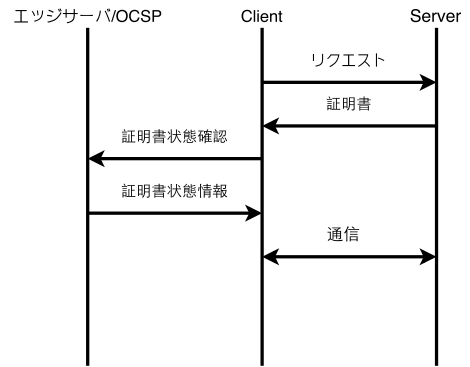 エッジサーバ/OCSP Client Server
リクエスト
証明書
証明書状態確認
証明書状態情報
通信